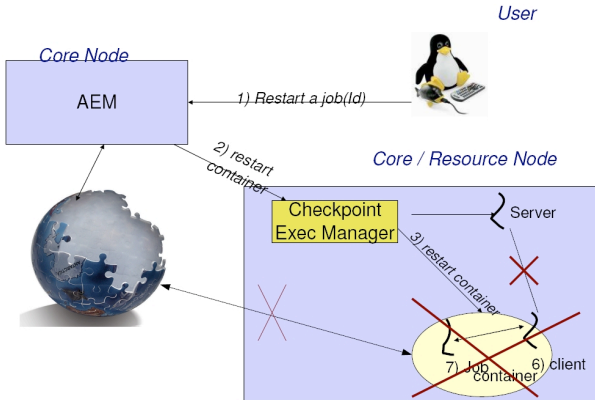 User
Core Node
AEM
1) Restart a job(Id)
2) restart
container
Core / Resource Node
Checkpoint
Exec Manager
Server
3) restart container
7) Job
container
6) client